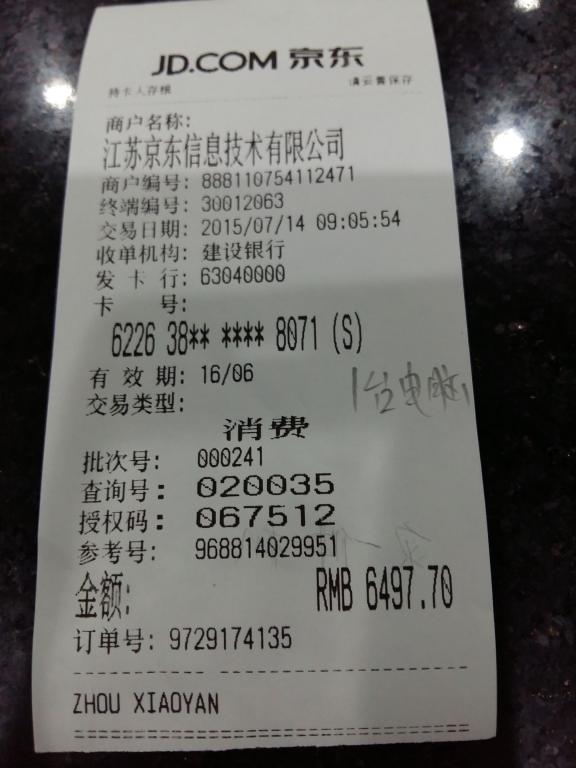 JD.COM 京东
持卡人存根 请妥善保存
商户名称:
江苏京东信息技术有限公司
商户编号: 888110754112471
终端编号: 30012063
交易日期: 2015/07/14 09:05:54
收单机构: 建设银行
发 卡 行: 63040000
卡 号:
6226 38** **** 8071 (S)
有 效 期: 16/06
1台电脑
交易类型:
消费
批次号: 000241
查询号: 020035
授权码: 067512
参考号: 968814029951
金额: RMB 6497.70
订单号: 9729174135
ZHOU XIAOYAN